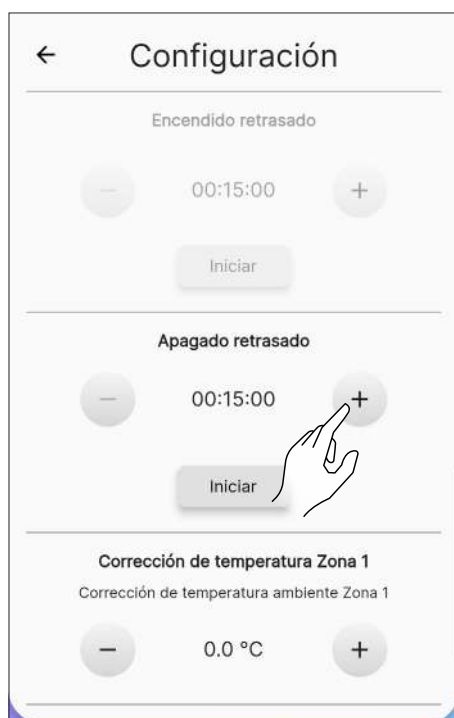 ← Configuración
Encendido retrasado
− 00:15:00 +
Iniciar
Apagado retrasado
− 00:15:00 +
Iniciar
Corrección de temperatura Zona 1
Corrección de temperatura ambiente Zona 1
− 0.0 °C +